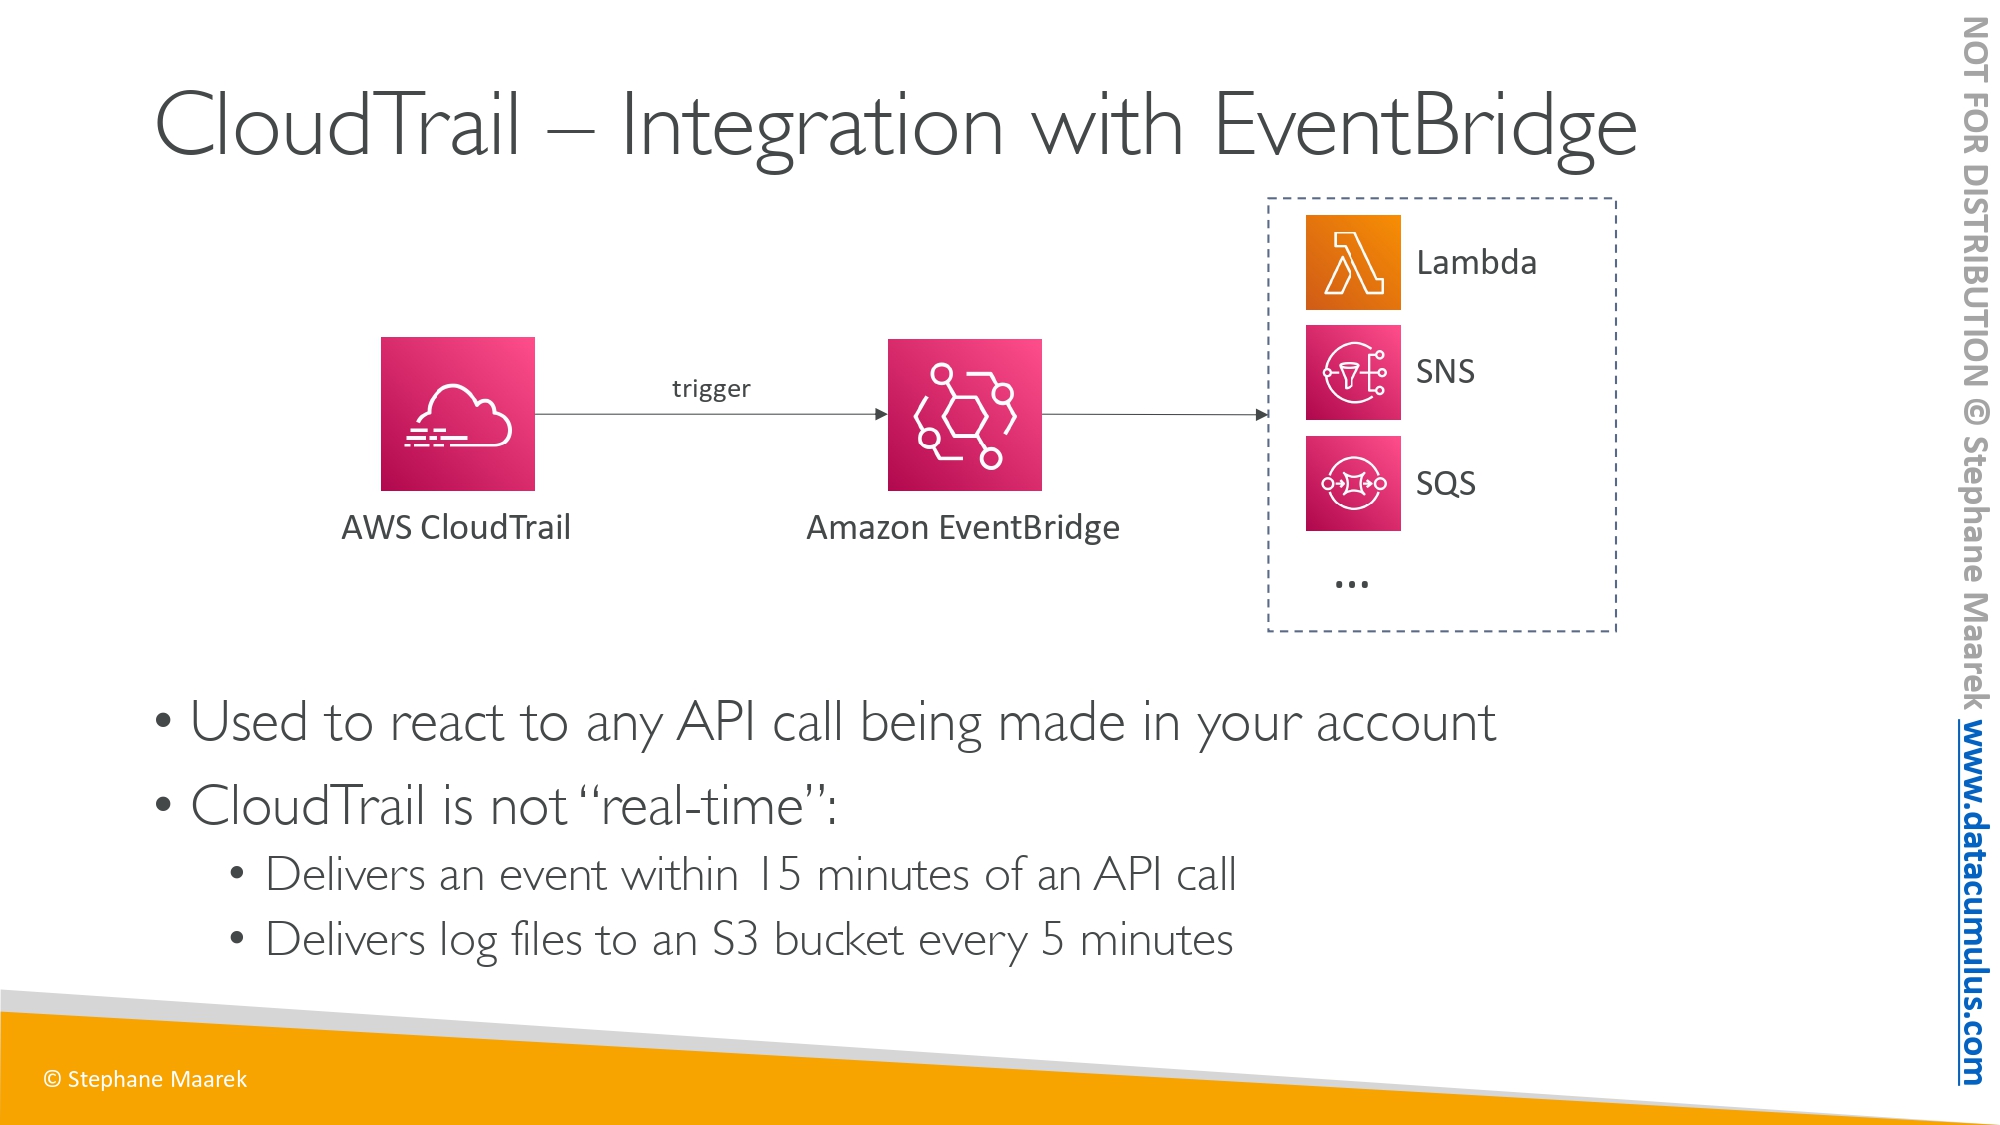 CloudTrail – Integration with EventBridge
Lambda
SNS
SQS
...
trigger
AWS CloudTrail
Amazon EventBridge
• Used to react to any API call being made in your account
• CloudTrail is not “real-time”:
• Delivers an event within 15 minutes of an API call
• Delivers log files to an S3 bucket every 5 minutes
© Stephane Maarek
NOT FOR DISTRIBUTION © Stephane Maarek www.datacumulus.com